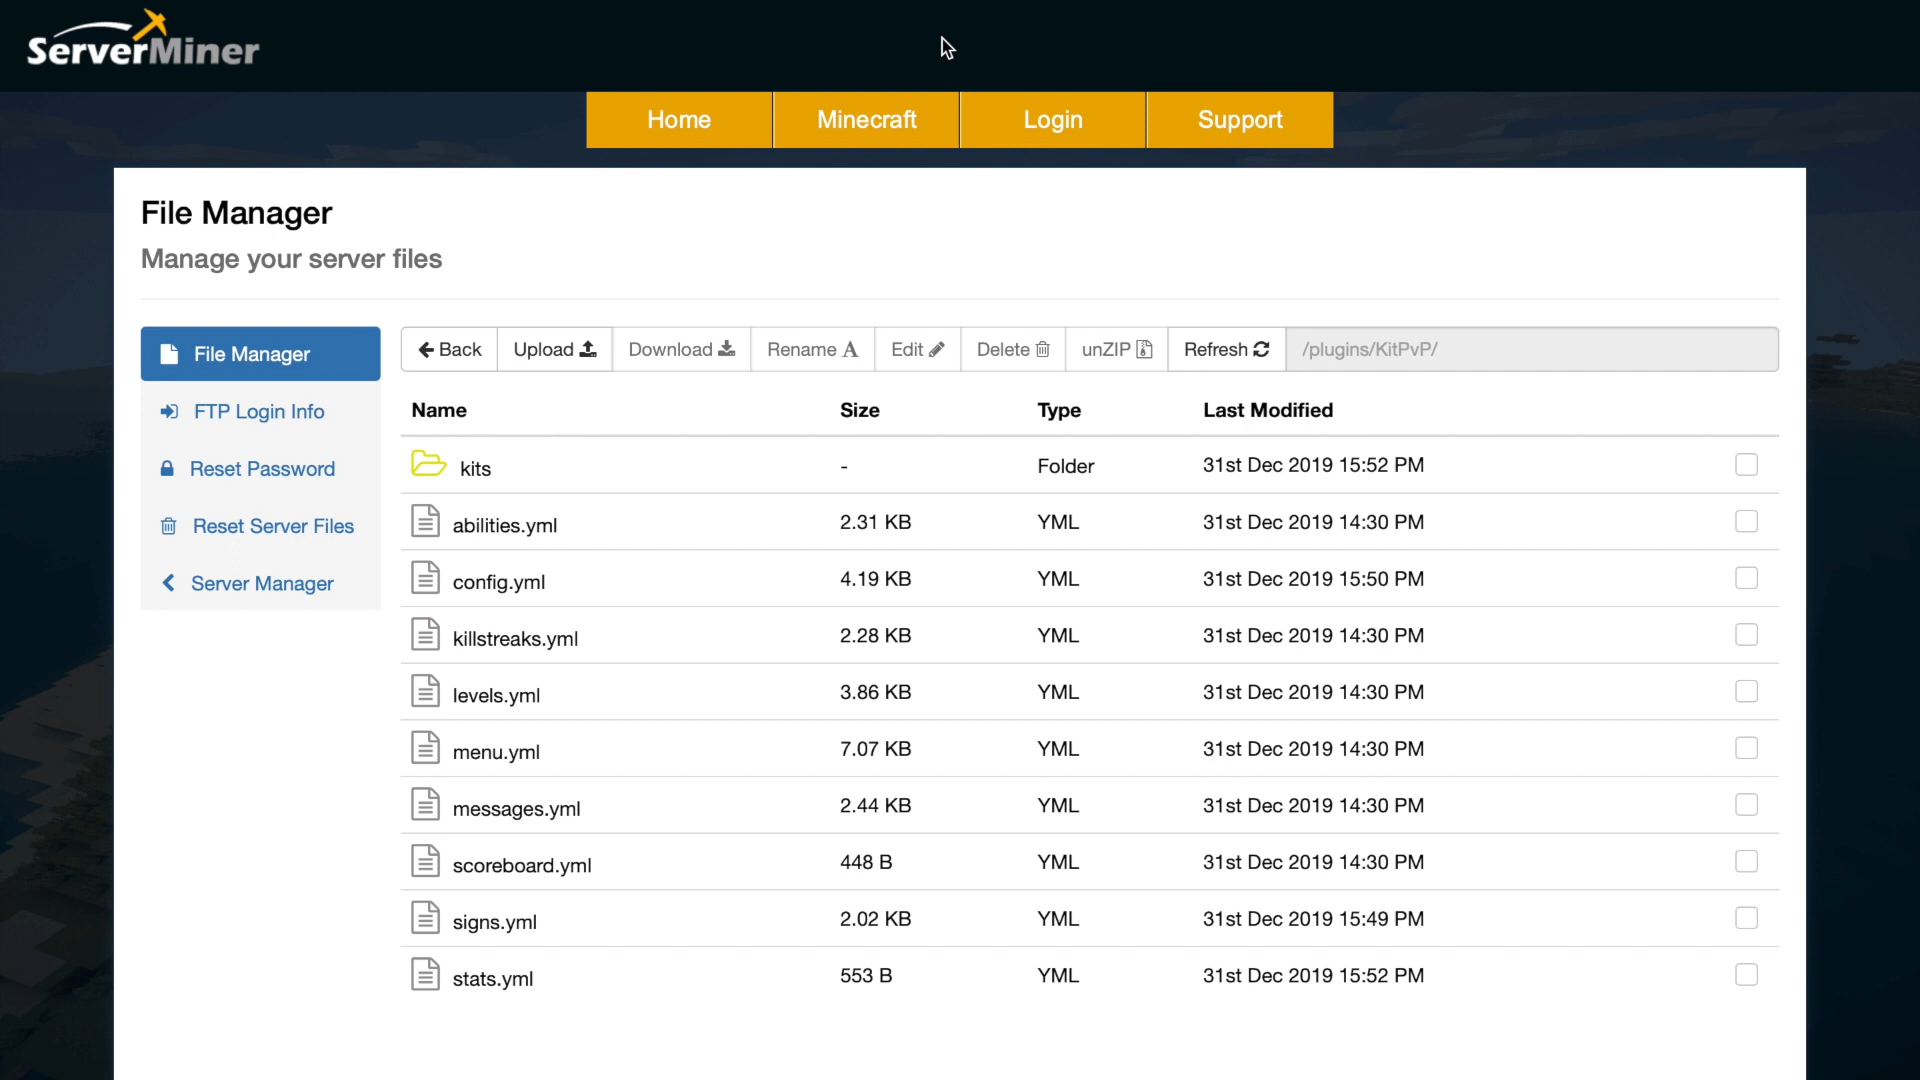 ServerMiner
Home Minecraft Login Support
File Manager
Manage your server files
File Manager
FTP Login Info
Reset Password
Reset Server Files
Server Manager
Back Upload Download Rename Edit Delete unZIP Refresh /plugins/KitPvP/
Name Size Type Last Modified
kits - Folder 31st Dec 2019 15:52 PM
abilities.yml 2.31 KB YML 31st Dec 2019 14:30 PM
config.yml 4.19 KB YML 31st Dec 2019 15:50 PM
killstreaks.yml 2.28 KB YML 31st Dec 2019 14:30 PM
levels.yml 3.86 KB YML 31st Dec 2019 14:30 PM
menu.yml 7.07 KB YML 31st Dec 2019 14:30 PM
messages.yml 2.44 KB YML 31st Dec 2019 14:30 PM
scoreboard.yml 448 B YML 31st Dec 2019 14:30 PM
signs.yml 2.02 KB YML 31st Dec 2019 15:49 PM
stats.yml 553 B YML 31st Dec 2019 15:52 PM